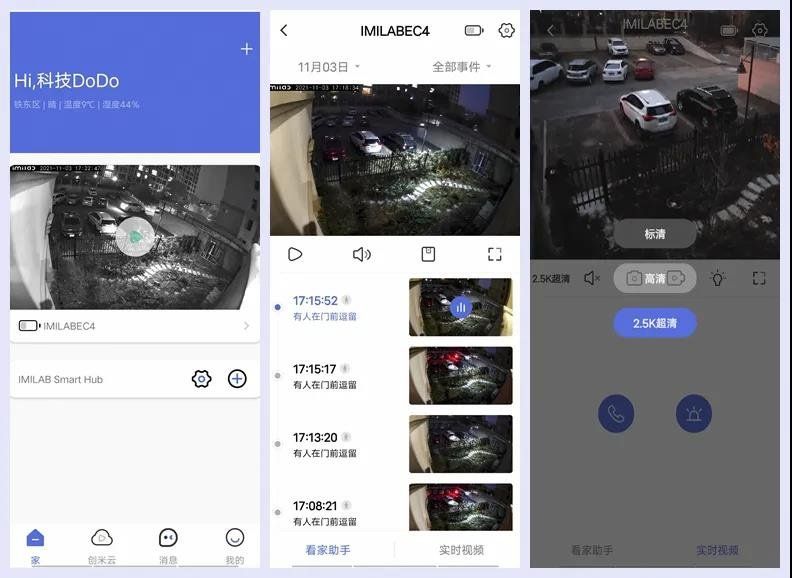 Hi,科技DoDo
铁东区 | 晴 | 温度9℃ | 湿度44%
imilab 2021-11-03 17:22:47
IMILABEC4
IMILAB Smart Hub
家
创米云
消息
我的
IMILABEC4
11月03日
全部事件
imilab 2021-11-03 17:18:34
17:15:52
有人在门前逗留
17:15:17
有人在门前逗留
17:13:20
有人在门前逗留
17:08:21
有人在门前逗留
看家助手
实时视频
IMILABEC4
标清
2.5K超清
高清
2.5K超清
看家助手
实时视频